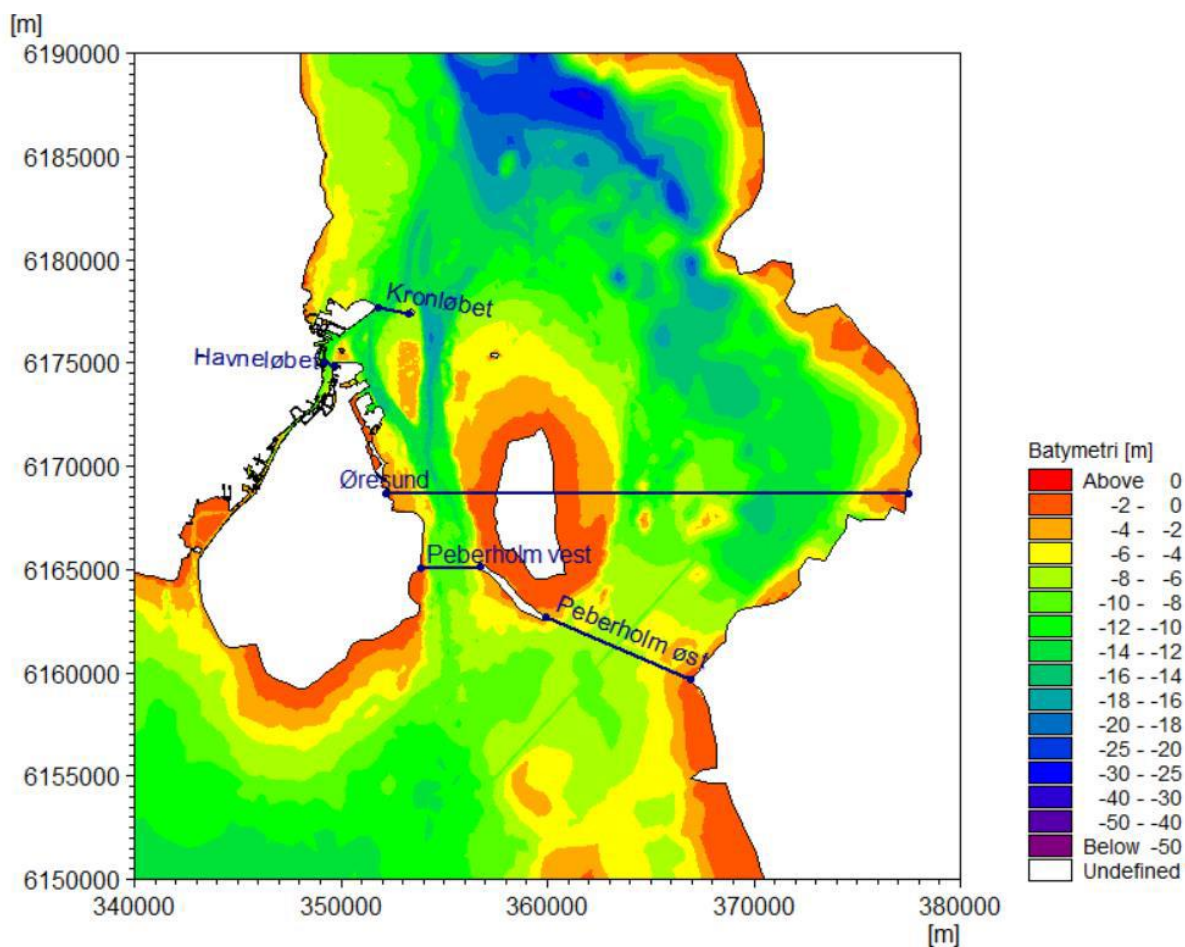 [m]
6190000
6185000
6180000
6175000
6170000
6165000
6160000
6155000
6150000
340000 350000 360000 370000 380000
[m]
Kronløbet
Havneløbet
Øresund
Peberholm vest
Peberholm øst
Batymetri [m]
Above 0
-2 - 0
-4 - -2
-6 - -4
-8 - -6
-10 - -8
-12 - -10
-14 - -12
-16 - -14
-18 - -16
-20 - -18
-25 - -20
-30 - -25
-40 - -30
-50 - -40
Below -50
Undefined